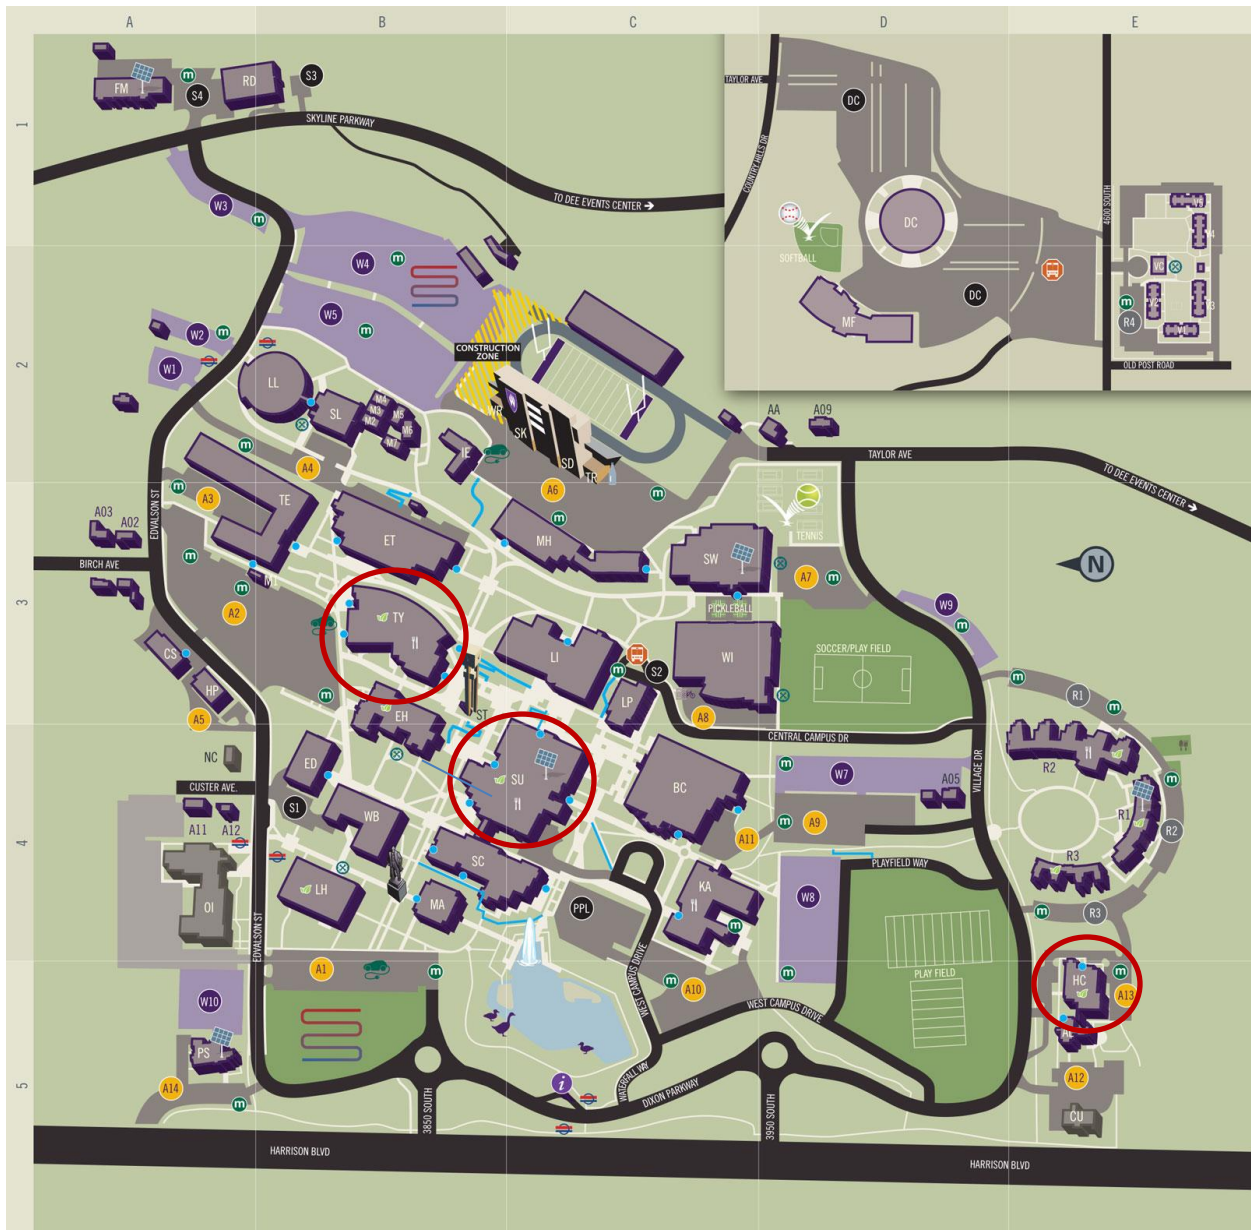 A
B
C
D
E
1
2
3
4
5
FM
S4
RD
S3
SKYLINE PARKWAY
TO DEE EVENTS CENTER
W3
W4
W5
W2
W1
TAYLOR AVE
COUNTRY HILLS DR
DC
DC
SOFTBALL
MF
DC
4600 SOUTH
V5
V4
VC
V2
V3
V1
R4
OLD POST ROAD
CONSTRUCTION
ZONE
WR
SK
SD
TR
LL
SL
M4
M3
M2
M5
M6
M7
IE
A4
A6
AA
A09
TAYLOR AVE
TO DEE EVENTS CENTER
EDVALSON ST
A3
TE
A03
A02
BIRCH AVE
ET
MH
SW
TENNIS
A7
N
M1
A2
TY
PICKLEBALL
W9
CS
HP
A5
LI
S2
WI
SOCCER/PLAY FIELD
LP
A8
R1
EH
ST
CENTRAL CAMPUS DR
VILLAGE DR
NC
CUSTER AVE.
ED
S1
SU
BC
W7
A05
R2
A11
A12
WB
A11
A9
R1
R2
OI
LH
SC
MA
PPL
KA
W8
PLAYFIELD WAY
R3
R3
EDVALSON ST
A1
WEST CAMPUS DRIVE
A10
WEST CAMPUS DRIVE
PLAY FIELD
HC
A13
W10
PS
A14
i
WATERFALL WAY
DIXON PARKWAY
A12
CU
3850 SOUTH
3950 SOUTH
HARRISON BLVD
HARRISON BLVD